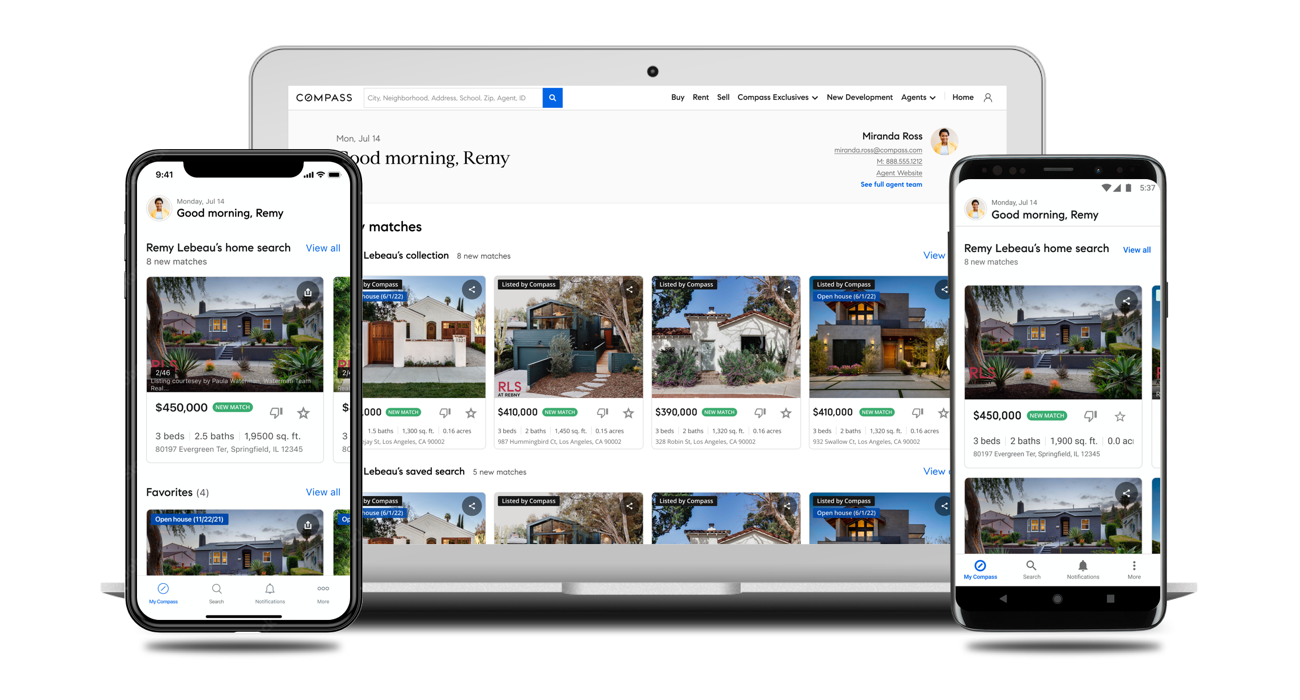 COMPASS
City, Neighborhood, Address, School, Zip, Agent, ID
Buy Rent Sell Compass Exclusives New Development Agents Home
Mon, Jul 14
ood morning, Remy
Miranda Ross
miranda.ross@compass.com
M: 888.555.1212
Agent Website
See full agent team
matches
Lebeau's collection 8 new matches View
by Compass
house (6/1/22)
1.5 baths 1,300 sq. ft. 0.16 acres
jay St, Los Angeles, CA 90002
NEW MATCH
Listed by Compass
RLS
AT REBNY
$410,000 NEW MATCH
3 beds 2 baths 1,450 sq. ft. 0.15 acres
987 Hummingbird Ct, Los Angeles, CA 90002
Listed by Compass
$390,000 NEW MATCH
3 beds 2 baths 1,320 sq. ft. 0.16 acres
328 Robin St, Los Angeles, CA 90002
Listed by Compass
Open house (6/1/22)
$410,000 NEW MATCH
3 beds 2 baths 1,320 sq. ft. 0.16 acres
932 Swallow Ct, Los Angeles, CA 90002
Lebeau's saved search 5 new matches View
by Compass
house (6/1/22)
Listed by Compass
Listed by Compass
Listed by Compass
Open house (6/1/22)
9:41
Monday, Jul 14
Good morning, Remy
Remy Lebeau's home search View all
8 new matches
RLS
2/46
Listing courtesey by Paula Waterman, Waterman Team
Real...
$450,000 NEW MATCH
3 beds 2.5 baths 1,9500 sq. ft.
80197 Evergreen Ter, Springfield, IL 12345
Favorites (4) View all
Open house (11/22/21)
My Compass Search Notifications More
5:37
Monday, Jul 14
Good morning, Remy
Remy Lebeau's home search View all
8 new matches
RLS
$450,000 NEW MATCH
3 beds 2 baths 1,900 sq. ft. 0.0 ac
80197 Evergreen Ter, Springfield, IL 12345
My Compass Search Notifications More